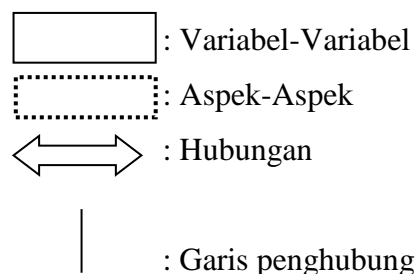 : Variabel-Variabel
: Aspek-Aspek
: Hubungan
: Garis penghubung